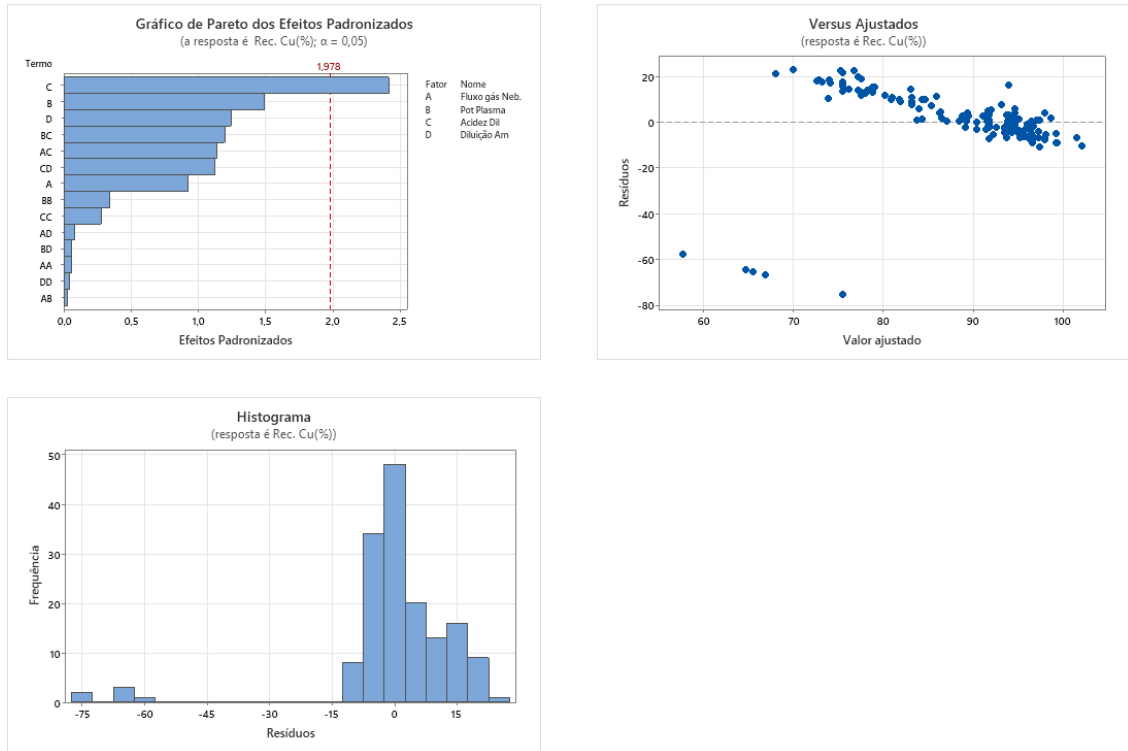 Gráfico de Pareto dos Efeitos Padronizados
(a resposta é Rec. Cu(%); α = 0,05)
Termo
1,978
C
B
D
BC
AC
CD
A
BB
CC
AD
BD
AA
DD
AB
0,0 0,5 1,0 1,5 2,0 2,5
Efeitos Padronizados
Fator Nome
A Fluxo gás Neb.
B Pot Plasma
C Acidez Dil
D Diluição Am
Versus Ajustados
(resposta é Rec. Cu(%))
Resíduos
20
0
-20
-40
-60
-80
60 70 80 90 100
Valor ajustado
Histograma
(resposta é Rec. Cu(%))
Frequência
50
40
30
20
10
0
-75 -60 -45 -30 -15 0 15
Resíduos